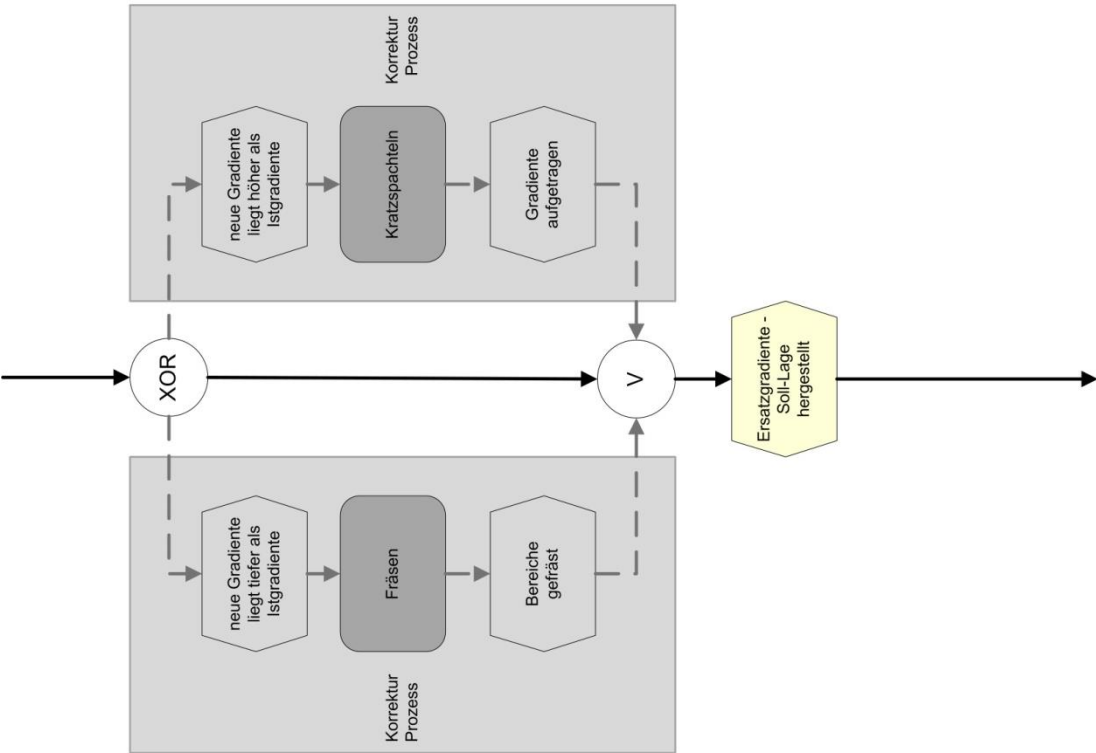 XOR
neue Gradiente
liegt tiefer als
Istgradiente
Fräsen
Bereiche
gefräst
Korrektur
Prozess
neue Gradiente
liegt höher als
Istgradiente
Kratzspachteln
Gradiente
aufgetragen
Korrektur
Prozess
V
Ersatzgradiente -
Soll-Lage
hergestellt